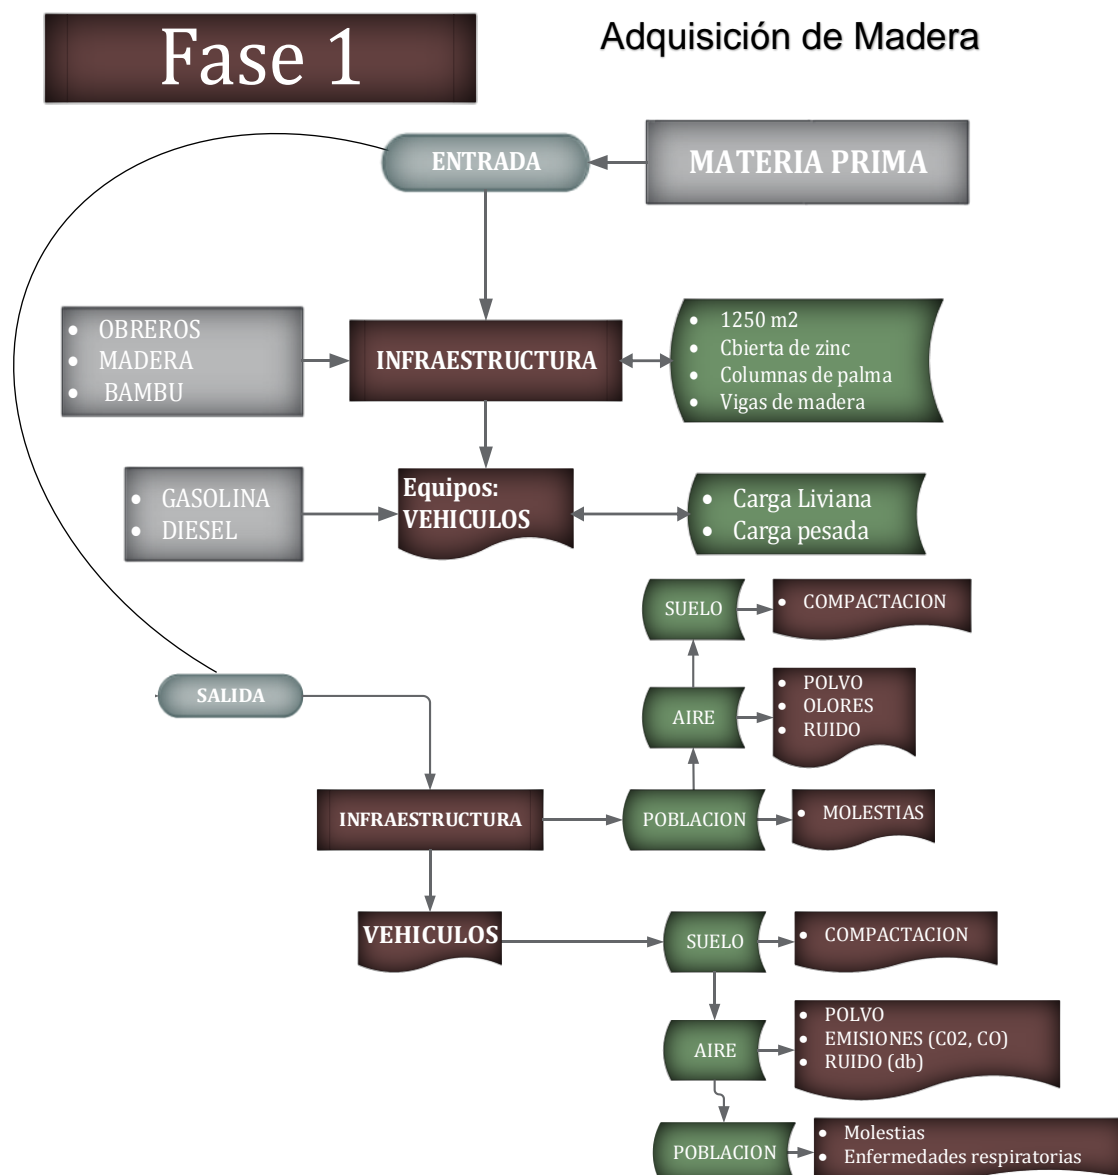 Fase 1
Adquisición de Madera
ENTRADA
MATERIA PRIMA
• OBREROS
• MADERA
• BAMBU
INFRAESTRUCTURA
• 1250 m2
• Cbierta de zinc
• Columnas de palma
• Vigas de madera
• GASOLINA
• DIESEL
Equipos:
VEHICULOS
• Carga Liviana
• Carga pesada
SUELO
• COMPACTACION
SALIDA
AIRE
• POLVO
• OLORES
• RUIDO
INFRAESTRUCTURA
POBLACION
• MOLESTIAS
VEHICULOS
SUELO
• COMPACTACION
AIRE
• POLVO
• EMISIONES (C02, CO)
• RUIDO (db)
POBLACION
• Molestias
• Enfermedades respiratorias